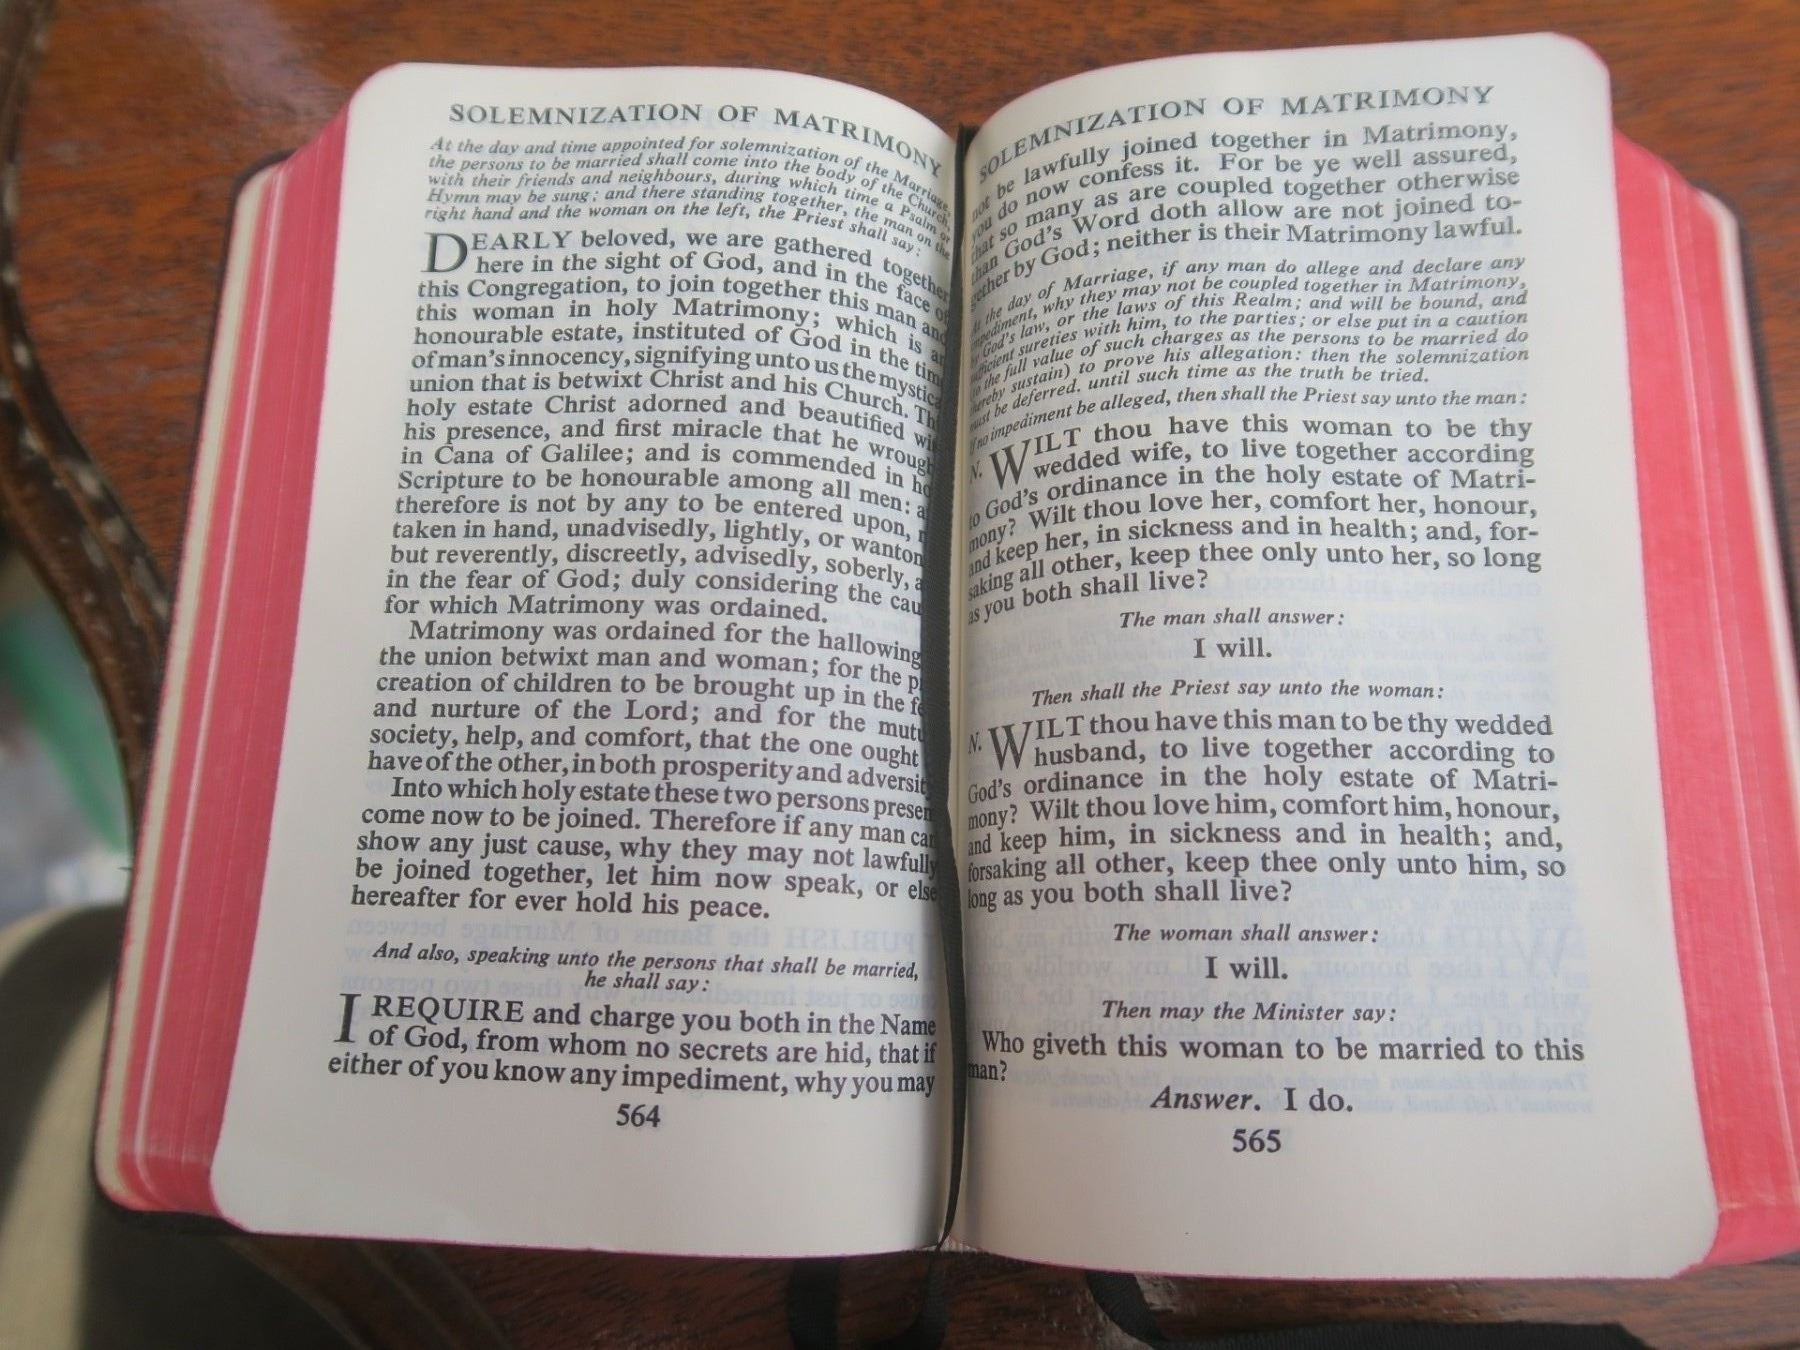 SOLEMNIZATION OF MATRIMONY
At the day and time appointed for solemnization of the Marriage,
the persons to be married shall come into the body of the Church,
with their friends and neighbours, during which time a Psalm or
Hymn may be sung: and there standing together, the man on the
right hand and the woman on the left, the Priest shall say:
DEARLY beloved, we are gathered together
here in the sight of God, and in the face of
this Congregation, to join together this man and
this woman in holy Matrimony; which is an
honourable estate, instituted of God in the time
of man's innocency, signifying unto us the mystica
union that is betwixt Christ and his Church. Th
holy estate Christ adorned and beautified wi
his presence, and first miracle that he wrough
in Cana of Galilee; and is commended in ho
Scripture to be honourable among all men: a
therefore is not by any to be entered upon,
taken in hand, unadvisedly, lightly, or wanton
but reverently, discreetly, advisedly, soberly, a
in the fear of God; duly considering the cau
for which Matrimony was ordained.
Matrimony was ordained for the hallowing
the union betwixt man and woman; for the p
creation of children to be brought up in the fe
and nurture of the Lord; and for the mutu
society, help, and comfort, that the one ought
have of the other, in both prosperity and adversity
Into which holy estate these two persons presen
come now to be joined. Therefore if any man can
show any just cause, why they may not lawfully
be joined together, let him now speak, or else
hereafter for ever hold his peace.
And also, speaking unto the persons that shall be married,
he shall say:
I REQUIRE and charge you both in the Name
of God, from whom no secrets are hid, that if
either of you know any impediment, why you may
564
SOLEMNIZATION OF MATRIMONY
not be lawfully joined together in Matrimony,
you do now confess it. For be ye well assured,
that so many as are coupled together otherwise
than God's Word doth allow are not joined to-
gether by God; neither is their Matrimony lawful.
At the day of Marriage, if any man do allege and declare any
impediment, why they may not be coupled together in Matrimony,
by God's law, or the laws of this Realm; and will be bound, and
sufficient sureties with him, to the parties; or else put in a caution
(to the full value of such charges as the persons to be married do
thereby sustain) to prove his allegation: then the solemnization
must be deferred, until such time as the truth be tried.
If no impediment be alleged, then shall the Priest say unto the man:
N. WILT thou have this woman to be thy
wedded wife, to live together according
to God's ordinance in the holy estate of Matri-
mony? Wilt thou love her, comfort her, honour,
and keep her, in sickness and in health; and, for-
saking all other, keep thee only unto her, so long
as you both shall live?
The man shall answer:
I will.
Then shall the Priest say unto the woman:
N. WILT thou have this man to be thy wedded
husband, to live together according to
God's ordinance in the holy estate of Matri-
mony? Wilt thou love him, comfort him, honour,
and keep him, in sickness and in health; and,
forsaking all other, keep thee only unto him, so
long as you both shall live?
The woman shall answer:
I will.
Then may the Minister say:
Who giveth this woman to be married to this
man?
Answer. I do.
565